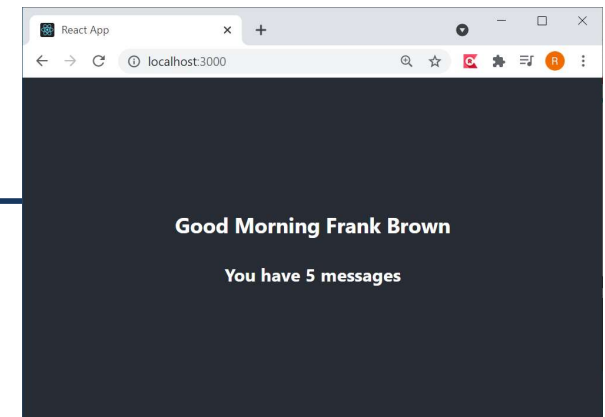 React App
localhost:3000
R
Good Morning Frank Brown
You have 5 messages